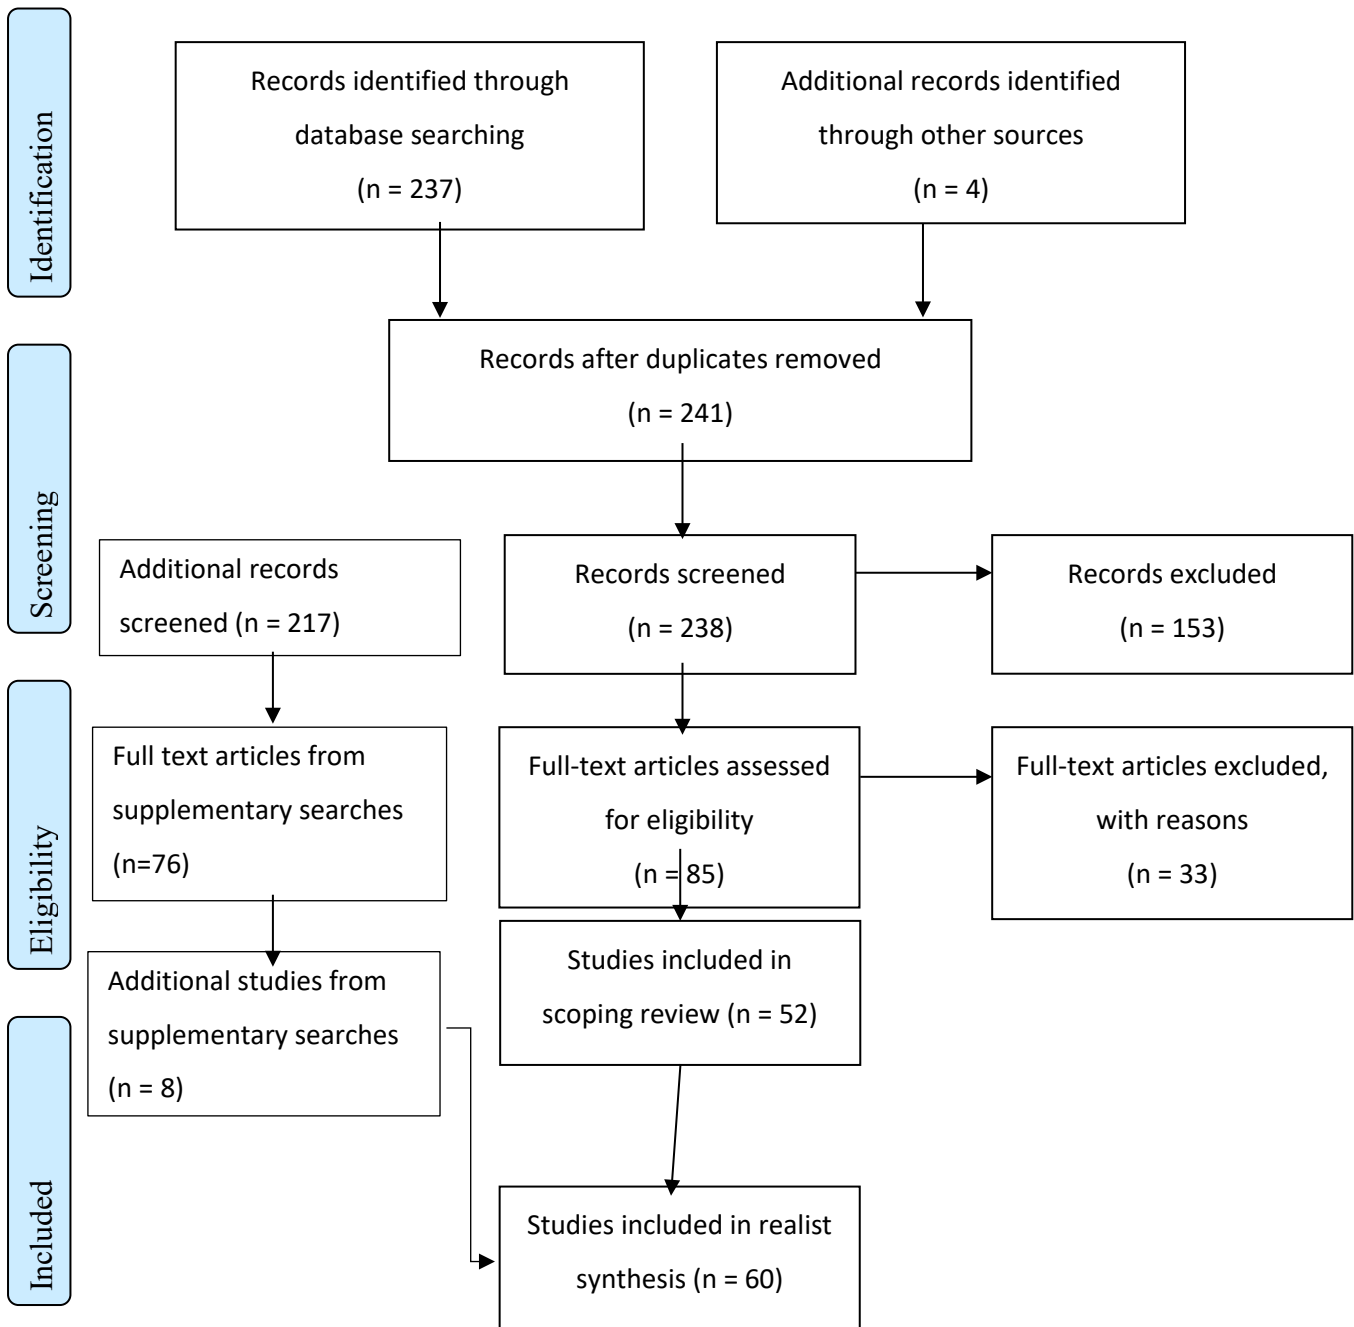 Identification
Records identified through
database searching
(n = 237)
Additional records identified
through other sources
(n = 4)
Records after duplicates removed
(n = 241)
Screening
Additional records
screened (n = 217)
Records screened
(n = 238)
Records excluded
(n = 153)
Eligibility
Full text articles from
supplementary searches
(n=76)
Full-text articles assessed
for eligibility
(n = 85)
Full-text articles excluded,
with reasons
(n = 33)
Additional studies from
supplementary searches
(n = 8)
Studies included in
scoping review (n = 52)
Included
Studies included in realist
synthesis (n = 60)